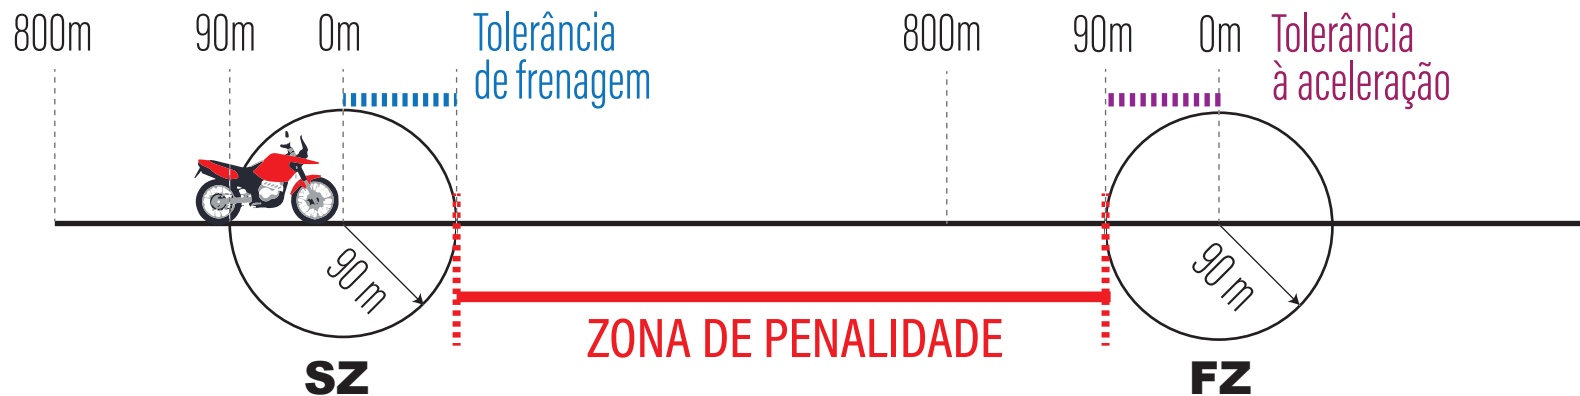 800m
90m
0m
Tolerância
de frenagem
800m
90m
0m
Tolerância
à aceleração
90 m
90 m
ZONA DE PENALIDADE
SZ
FZ